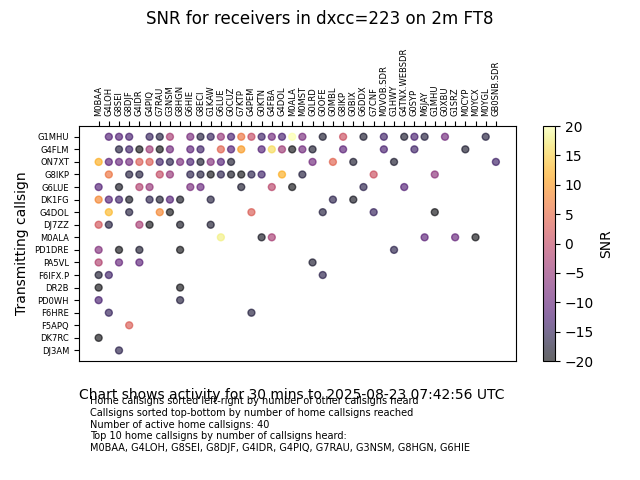 SNR for receivers in dxcc=223 on 2m FT8
M0BAA G4LOH G8SEI G8DJF G4IDR G4PIQ G7RAU G3NSM G8HGN G6HIE G8ECI G1KAW G6LUE G0CUZ G7KTP G4PEM G0KTN G4FBA G4DOL M0ALA M0MST G0LRD G0OFE G0MBL G8IKP G0BIX G6DDX G7CNF M0VOB.SDR G1HWY G4TNX.WEBSDR G0SYP M6JAY G1MHU G0XBU G1SRZ M0CYP M0YCX M0YGL GB0SNB.SDR
Transmitting callsign
G1MHU
G4FLM
ON7XT
G8IKP
G6LUE
DK1FG
G4DOL
DJ7ZZ
M0ALA
PD1DRE
PA5VL
F6IFX.P
DR2B
PD0WH
F6HRE
F5APQ
DK7RC
DJ3AM
20
15
10
5
0
−5
−10
−15
−20
SNR
Chart shows activity for 30 mins to 2025-08-23 07:42:56 UTC
Home callsigns sorted left-right by number of other callsigns heard
Callsigns sorted top-bottom by number of home callsigns reached
Number of active home callsigns: 40
Top 10 home callsigns by number of callsigns heard:
M0BAA, G4LOH, G8SEI, G8DJF, G4IDR, G4PIQ, G7RAU, G3NSM, G8HGN, G6HIE